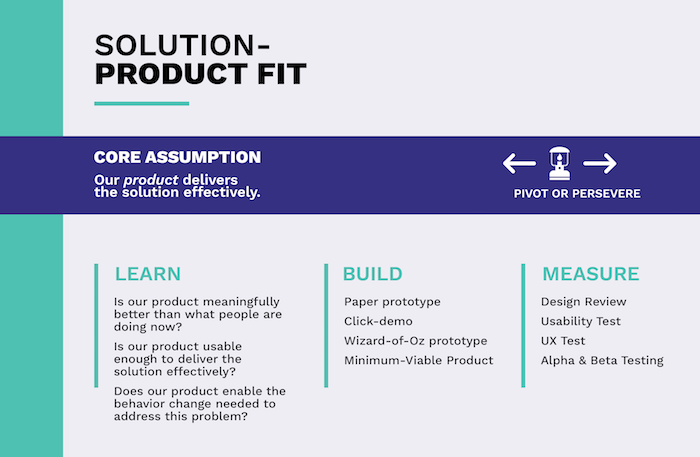 SOLUTION-
PRODUCT FIT
CORE ASSUMPTION
Our product delivers
the solution effectively.
PIVOT OR PERSEVERE
LEARN
Is our product meaningfully
better than what people are
doing now?
Is our product usable
enough to deliver the
solution effectively?
Does our product enable the
behavior change needed to
address this problem?
BUILD
Paper prototype
Click-demo
Wizard-of-Oz prototype
Minimum-Viable Product
MEASURE
Design Review
Usability Test
UX Test
Alpha & Beta Testing